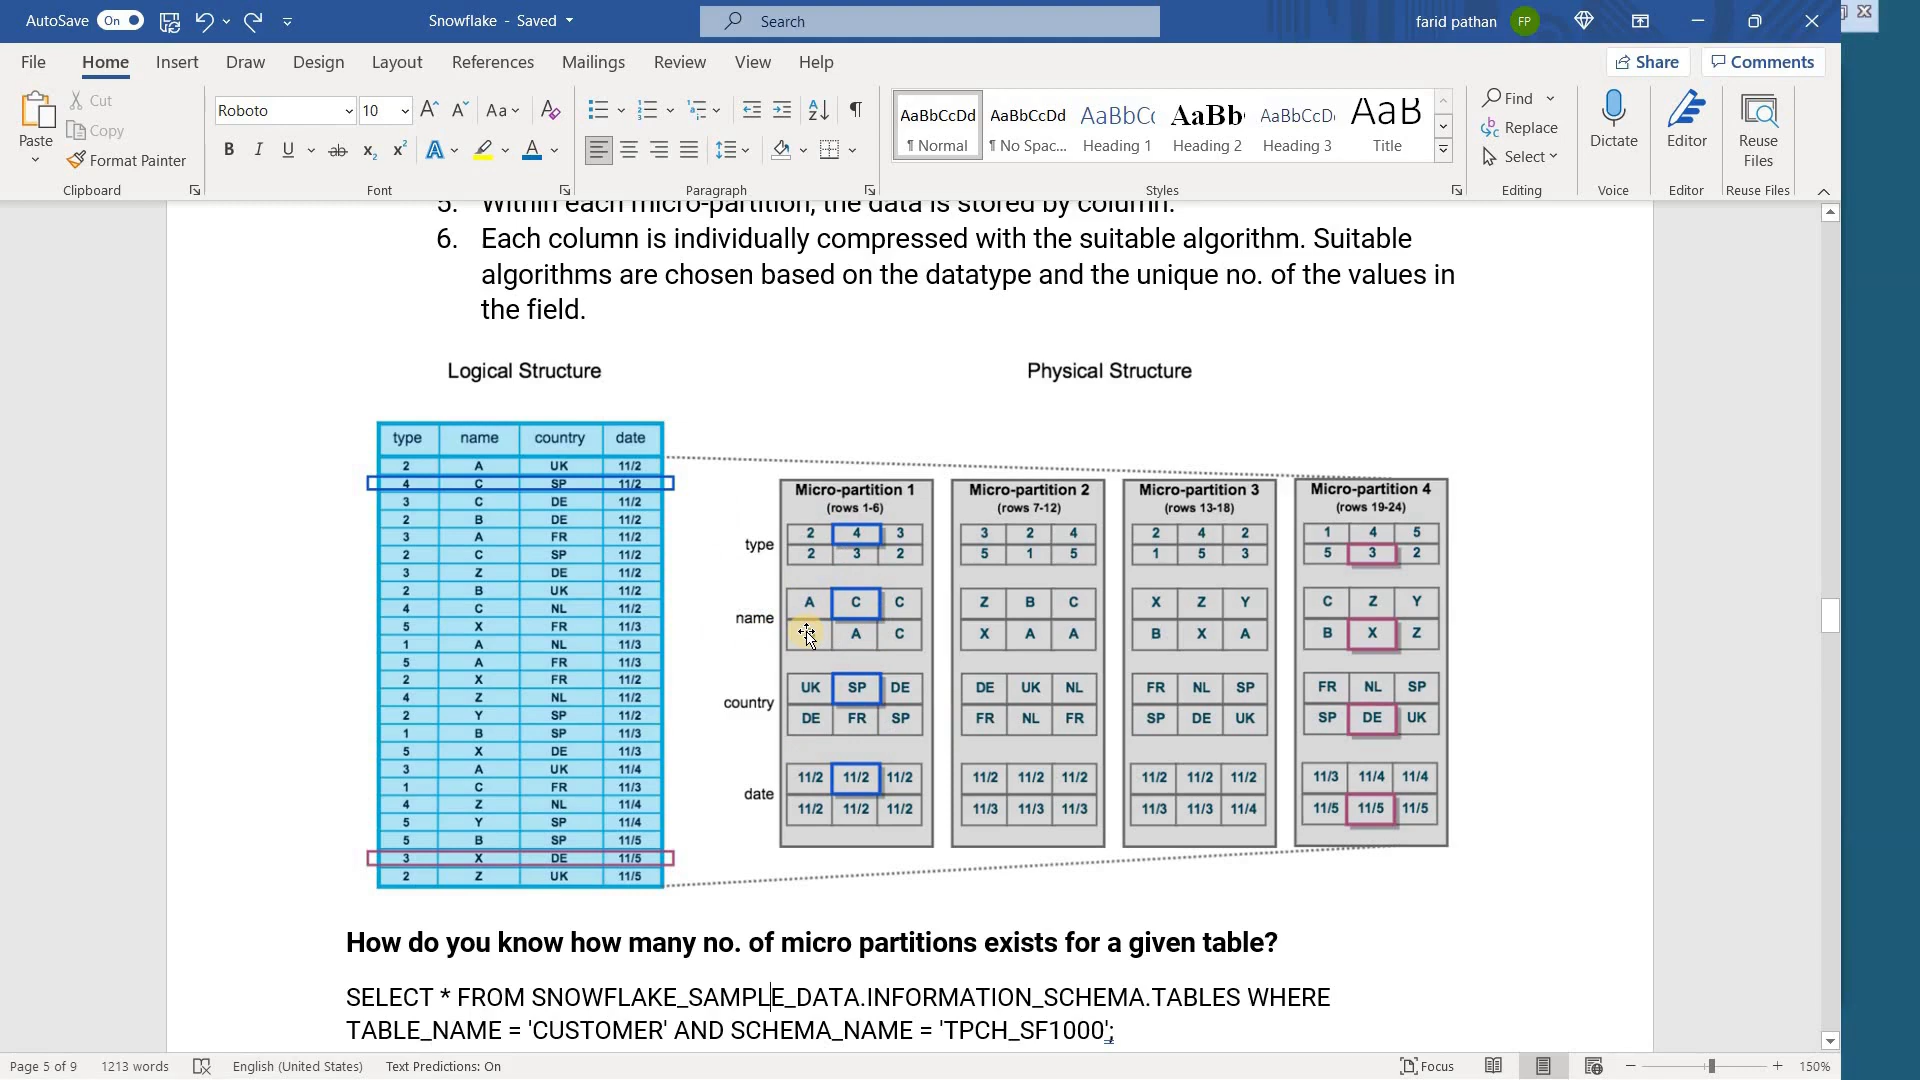 AutoSave On Snowflake - Saved Search farid pathan FP
File Home Insert Draw Design Layout References Mailings Review View Help Share Comments
Paste
Cut
Copy
Format Painter
Clipboard
Roboto 10
Font
Paragraph
AaBbCcDd AaBbCcDd AaBbC AaBb AaBbCcD AaB
¶ Normal ¶ No Spac... Heading 1 Heading 2 Heading 3 Title
Styles
Find
Replace
Select
Editing
Dictate
Voice
Editor
Editor
Reuse
Files
Reuse Files
5. Within each micro-partition, the data is stored by column.
6. Each column is individually compressed with the suitable algorithm. Suitable
algorithms are chosen based on the datatype and the unique no. of the values in
the field.
Logical Structure
type name country date
2 A UK 11/2
4 C SP 11/2
3 C DE 11/2
2 B DE 11/2
3 A FR 11/2
2 C SP 11/2
3 Z DE 11/2
2 B UK 11/2
4 C NL 11/2
5 X FR 11/3
1 A NL 11/3
5 A FR 11/3
2 X FR 11/2
4 Z NL 11/2
2 Y SP 11/2
1 B SP 11/3
5 X DE 11/3
3 A UK 11/4
1 C FR 11/3
4 Z NL 11/4
5 Y SP 11/4
5 B SP 11/5
3 X DE 11/5
2 Z UK 11/5
Physical Structure
Micro-partition 1 Micro-partition 2 Micro-partition 3 Micro-partition 4
(rows 1-6) (rows 7-12) (rows 13-18) (rows 19-24)
type
2 4 3 3 2 4 2 4 2 1 4 5
2 3 2 5 1 5 1 5 3 5 3 2
name
A C C Z B C X Z Y C Z Y
A C X A A B X A B X Z
country
UK SP DE DE UK NL FR NL SP FR NL SP
DE FR SP FR NL FR SP DE UK SP DE UK
date
11/2 11/2 11/2 11/2 11/2 11/2 11/2 11/2 11/2 11/3 11/4 11/4
11/2 11/2 11/2 11/3 11/3 11/3 11/3 11/3 11/4 11/5 11/5 11/5
How do you know how many no. of micro partitions exists for a given table?
SELECT * FROM SNOWFLAKE_SAMPLE_DATA.INFORMATION_SCHEMA.TABLES WHERE
TABLE_NAME = 'CUSTOMER' AND SCHEMA_NAME = 'TPCH_SF1000';
Page 5 of 9 1213 words English (United States) Text Predictions: On Focus 150%